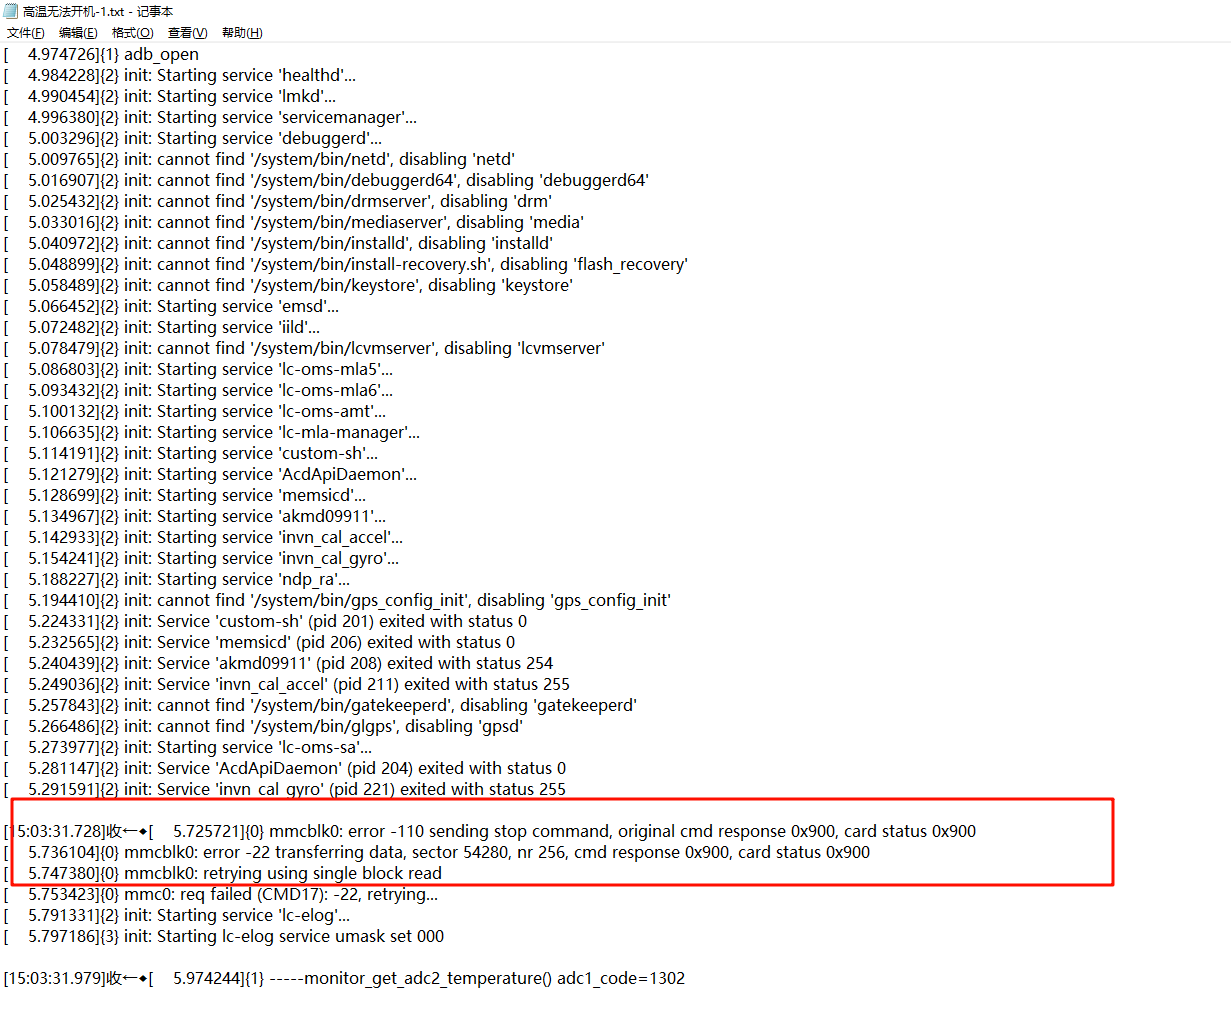 高温无法开机-1.txt - 记事本
文件(F) 编辑(E) 格式(O) 查看(V) 帮助(H)
[ 4.974726]{1} adb_open
[ 4.984228]{2} init: Starting service 'healthd'...
[ 4.990454]{2} init: Starting service 'lmkd'...
[ 4.996380]{2} init: Starting service 'servicemanager'...
[ 5.003296]{2} init: Starting service 'debuggerd'...
[ 5.009765]{2} init: cannot find '/system/bin/netd', disabling 'netd'
[ 5.016907]{2} init: cannot find '/system/bin/debuggerd64', disabling 'debuggerd64'
[ 5.025432]{2} init: cannot find '/system/bin/drmserver', disabling 'drm'
[ 5.033016]{2} init: cannot find '/system/bin/mediaserver', disabling 'media'
[ 5.040972]{2} init: cannot find '/system/bin/installd', disabling 'installd'
[ 5.048899]{2} init: cannot find '/system/bin/install-recovery.sh', disabling 'flash_recovery'
[ 5.058489]{2} init: cannot find '/system/bin/keystore', disabling 'keystore'
[ 5.066452]{2} init: Starting service 'emsd'...
[ 5.072482]{2} init: Starting service 'iild'...
[ 5.078479]{2} init: cannot find '/system/bin/lcvmserver', disabling 'lcvmserver'
[ 5.086803]{2} init: Starting service 'lc-oms-mla5'...
[ 5.093432]{2} init: Starting service 'lc-oms-mla6'...
[ 5.100132]{2} init: Starting service 'lc-oms-amt'...
[ 5.106635]{2} init: Starting service 'lc-mla-manager'...
[ 5.114191]{2} init: Starting service 'custom-sh'...
[ 5.121279]{2} init: Starting service 'AcdApiDaemon'...
[ 5.128699]{2} init: Starting service 'memsicd'...
[ 5.134967]{2} init: Starting service 'akmd09911'...
[ 5.142933]{2} init: Starting service 'invn_cal_accel'...
[ 5.154241]{2} init: Starting service 'invn_cal_gyro'...
[ 5.188227]{2} init: Starting service 'ndp_ra'...
[ 5.194410]{2} init: cannot find '/system/bin/gps_config_init', disabling 'gps_config_init'
[ 5.224331]{2} init: Service 'custom-sh' (pid 201) exited with status 0
[ 5.232565]{2} init: Service 'memsicd' (pid 206) exited with status 0
[ 5.240439]{2} init: Service 'akmd09911' (pid 208) exited with status 254
[ 5.249036]{2} init: Service 'invn_cal_accel' (pid 211) exited with status 255
[ 5.257843]{2} init: cannot find '/system/bin/gatekeeperd', disabling 'gatekeeperd'
[ 5.266486]{2} init: cannot find '/system/bin/glgps', disabling 'gpsd'
[ 5.273977]{2} init: Starting service 'lc-oms-sa'...
[ 5.281147]{2} init: Service 'AcdApiDaemon' (pid 204) exited with status 0
[ 5.291591]{2} init: Service 'invn_cal_gyro' (pid 221) exited with status 255
[15:03:31.728]收←◆[ 5.725721]{0} mmcblk0: error -110 sending stop command, original cmd response 0x900, card status 0x900
[ 5.736104]{0} mmcblk0: error -22 transferring data, sector 54280, nr 256, cmd response 0x900, card status 0x900
[ 5.747380]{0} mmcblk0: retrying using single block read
[ 5.753423]{0} mmc0: req failed (CMD17): -22, retrying...
[ 5.791331]{2} init: Starting service 'lc-elog'...
[ 5.797186]{3} init: Starting lc-elog service umask set 000
[15:03:31.979]收←◆[ 5.974244]{1} -----monitor_get_adc2_temperature() adc1_code=1302